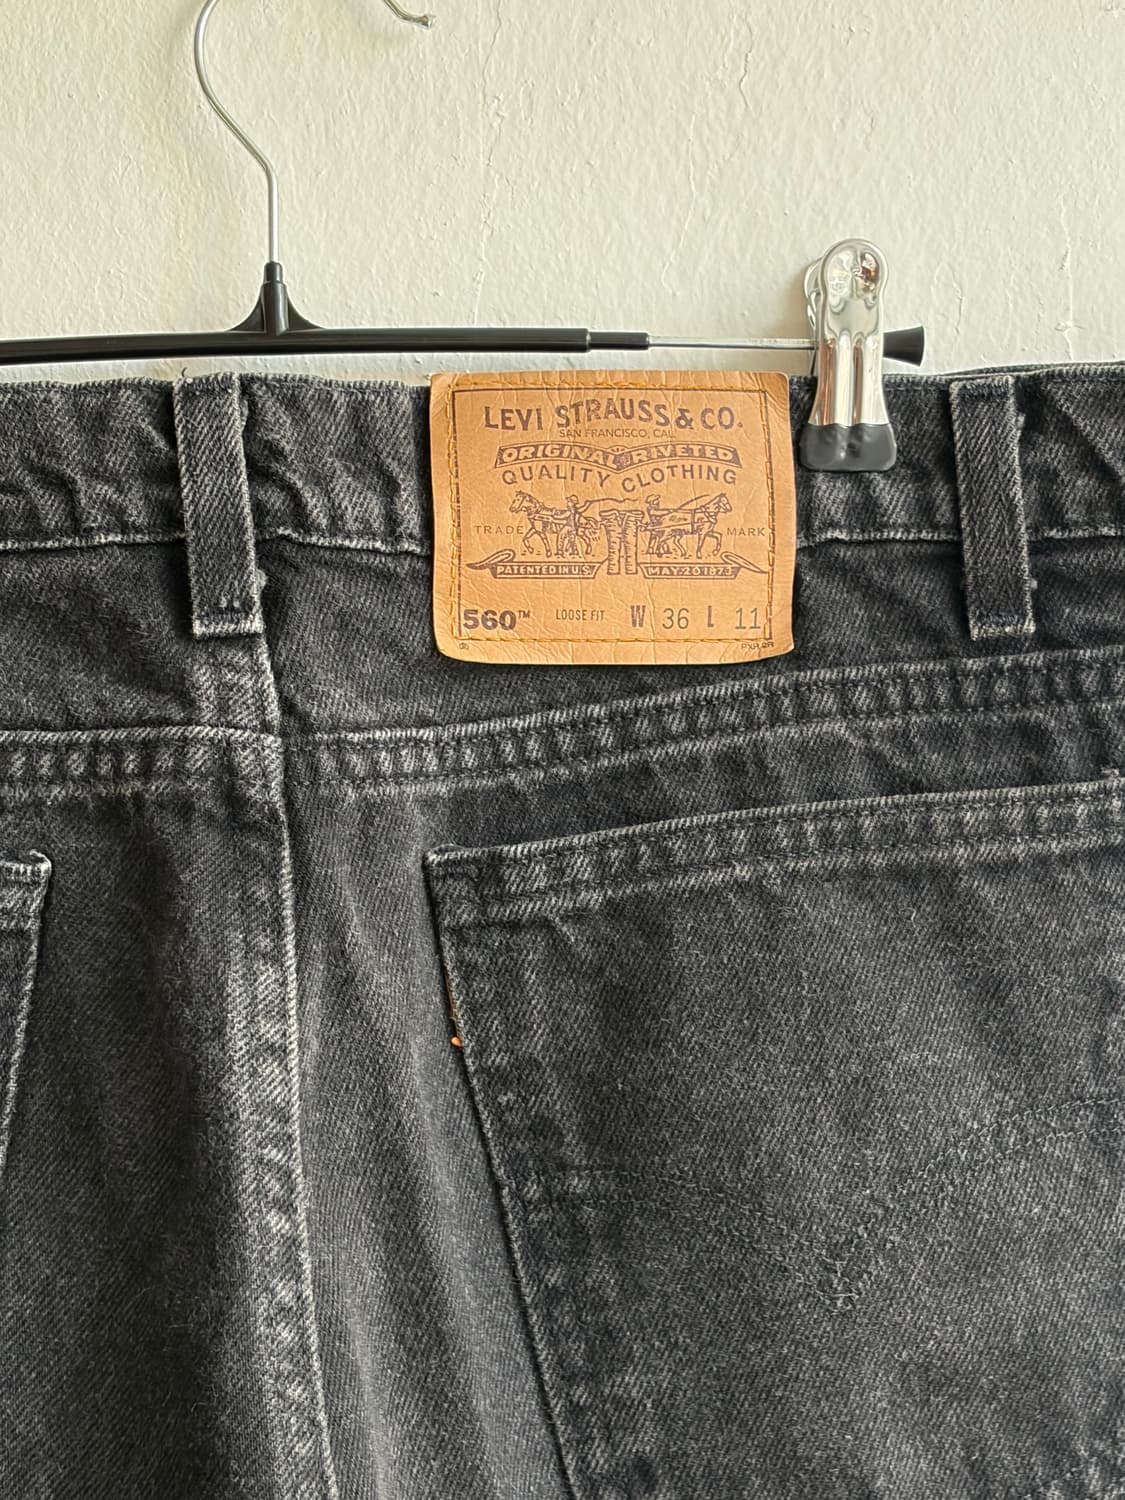 LEVI STRAUSS & CO.
SAN FRANCISCO, CAL.
ORIGINAL RIVETED
QUALITY CLOTHING
TRADE MARK
PATENTED IN U.S. MAY 20 1873
560™ LOOSE FIT W 36 L 11